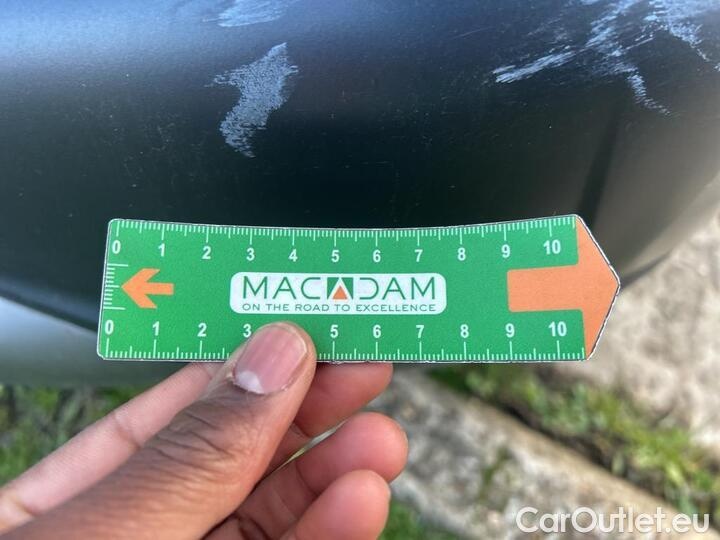 0 1 2 3 4 5 6 7 8 9 10
MACADAM
ON THE ROAD TO EXCELLENCE
0 1 2 3 5 6 7 8 9 10
CarOutlet.eu